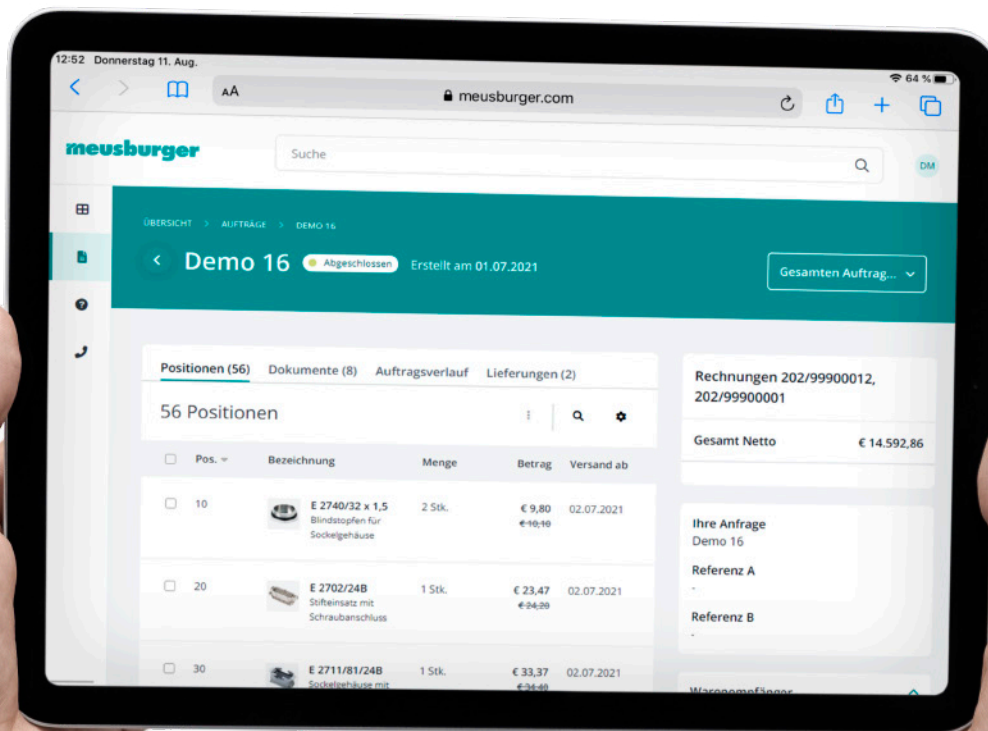 12:52 Donnerstag 11. Aug.
64 %
AA
meusburger.com
meusburger
Suche
DM
ÜBERSICHT > AUFTRÄGE > DEMO 16
Demo 16
Abgeschlossen
Erstellt am 01.07.2021
Gesamten Auftrag...
Positionen (56)
Dokumente (8)
Auftragsverlauf
Lieferungen (2)
56 Positionen
Pos.
Bezeichnung
Menge
Betrag
Versand ab
10
E 2740/32 x 1,5
Blindstopfen für
Sockelgehäuse
2 Stk.
€ 9,80
€ 10,10
02.07.2021
20
E 2702/24B
Stifteinsatz mit
Schraubanschluss
1 Stk.
€ 23,47
€ 24,20
02.07.2021
30
E 2711/81/24B
Sockelgehäuse mit
1 Stk.
€ 33,37
€ 34,40
02.07.2021
Rechnungen 202/99900012,
202/99900001
Gesamt Netto
€ 14.592,86
Ihre Anfrage
Demo 16
Referenz A
-
Referenz B
-
Warenempfänger